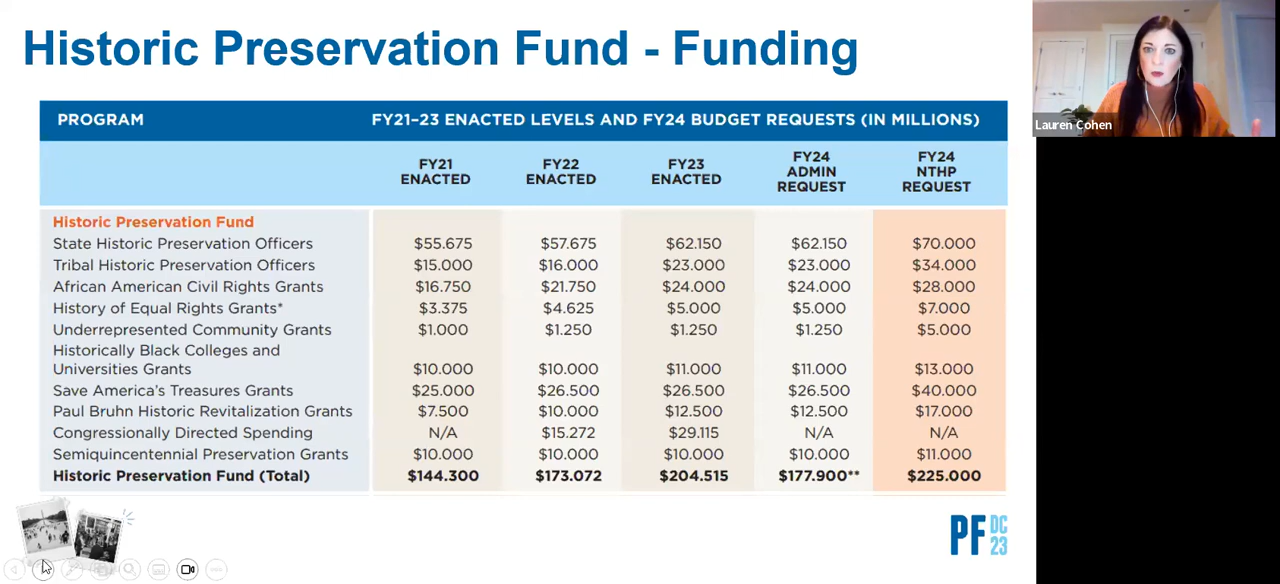 Historic Preservation Fund - Funding
PROGRAM FY21–23 ENACTED LEVELS AND FY24 BUDGET REQUESTS (IN MILLIONS)
FY21 ENACTED FY22 ENACTED FY23 ENACTED FY24 ADMIN REQUEST FY24 NTHP REQUEST
Historic Preservation Fund
State Historic Preservation Officers $55.675 $57.675 $62.150 $62.150 $70.000
Tribal Historic Preservation Officers $15.000 $16.000 $23.000 $23.000 $34.000
African American Civil Rights Grants $16.750 $21.750 $24.000 $24.000 $28.000
History of Equal Rights Grants* $3.375 $4.625 $5.000 $5.000 $7.000
Underrepresented Community Grants $1.000 $1.250 $1.250 $1.250 $5.000
Historically Black Colleges and
Universities Grants $10.000 $10.000 $11.000 $11.000 $13.000
Save America's Treasures Grants $25.000 $26.500 $26.500 $26.500 $40.000
Paul Bruhn Historic Revitalization Grants $7.500 $10.000 $12.500 $12.500 $17.000
Congressionally Directed Spending N/A $15.272 $29.115 N/A N/A
Semiquincentennial Preservation Grants $10.000 $10.000 $10.000 $10.000 $11.000
Historic Preservation Fund (Total) $144.300 $173.072 $204.515 $177.900** $225.000
PF DC 23
Lauren Cohen